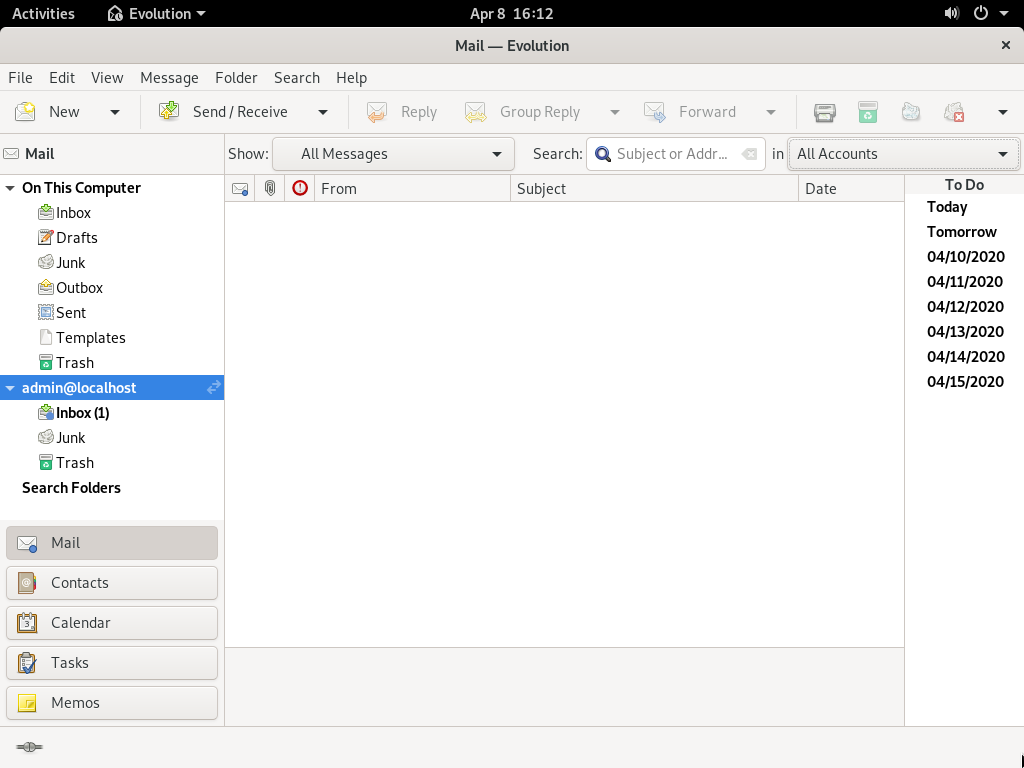 Activities Evolution Apr 8 16:12
Mail — Evolution
File Edit View Message Folder Search Help
New Send / Receive Reply Group Reply Forward
Mail Show: All Messages Search: Subject or Addr... in All Accounts
From Subject Date To Do
On This Computer
Inbox
Drafts
Junk
Outbox
Sent
Templates
Trash
admin@localhost
Inbox (1)
Junk
Trash
Search Folders
Mail
Contacts
Calendar
Tasks
Memos
Today
Tomorrow
04/10/2020
04/11/2020
04/12/2020
04/13/2020
04/14/2020
04/15/2020